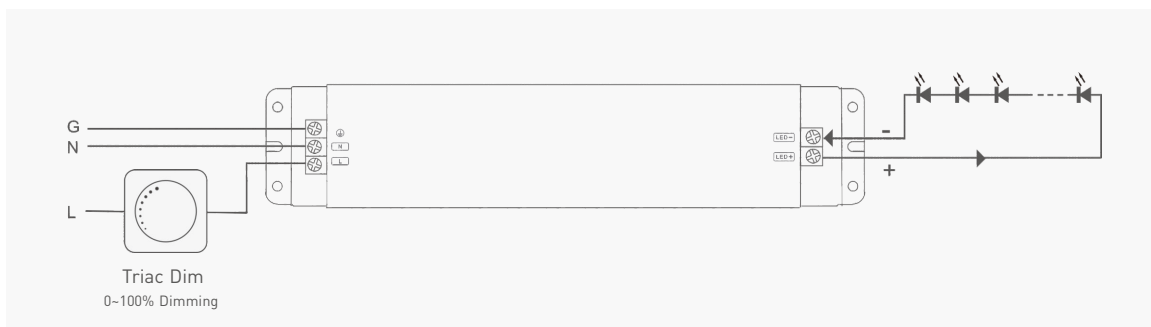 G
N
L
N
L
LED−
LED+
-
+
Triac Dim
0~100% Dimming